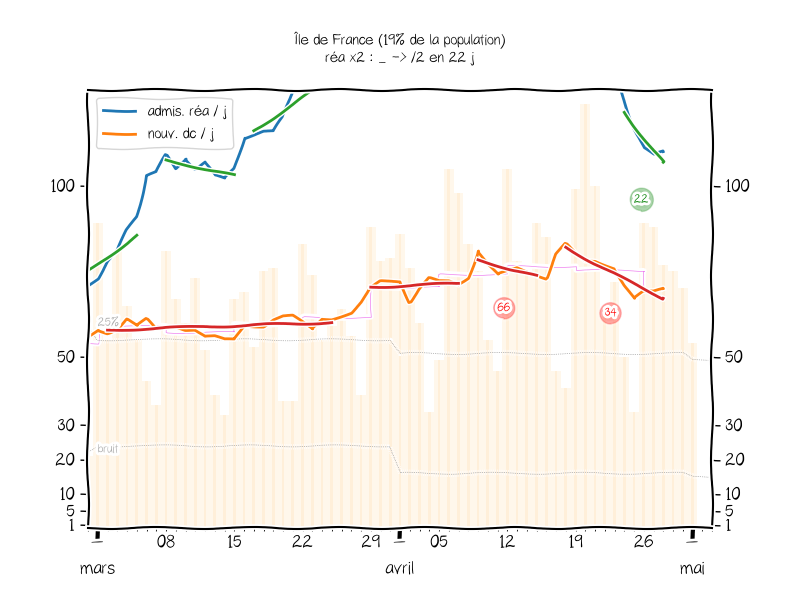 Île de France (19% de la population)
réa x2 : _ -> /2 en 22 j
admis. réa / j
nouv. dc / j
100
100
22
25%
66
34
50
50
bruit
30
30
20
20
10
10
5
5
1
1
08 15 22 29 05 12 19 26
mars avril mai